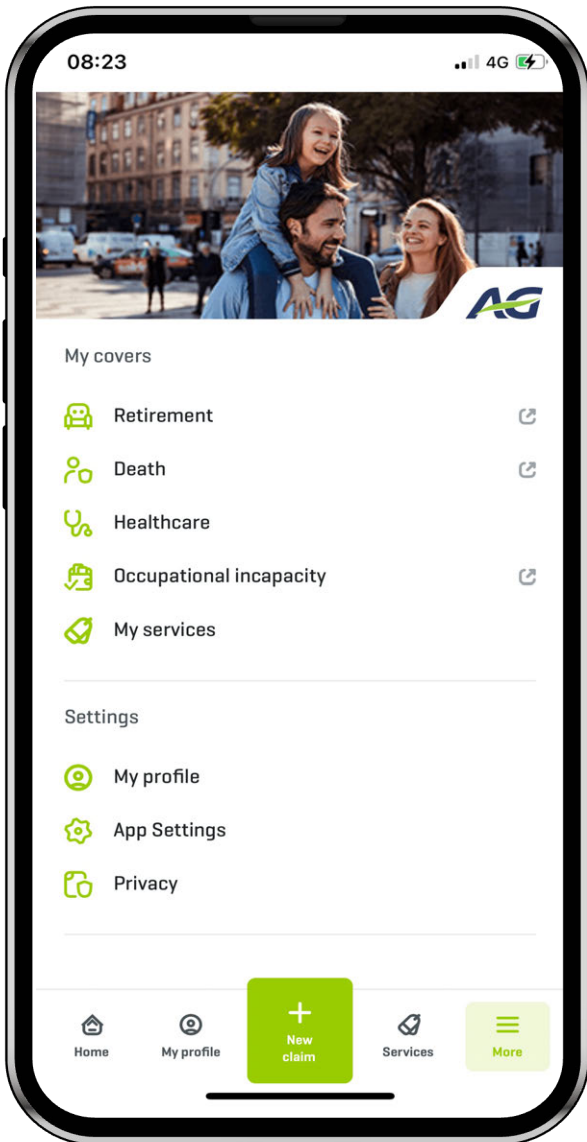 08:23
4G
AG
My covers
Retirement
Death
Healthcare
Occupational incapacity
My services
Settings
My profile
App Settings
Privacy
Home
My profile
New
claim
Services
More